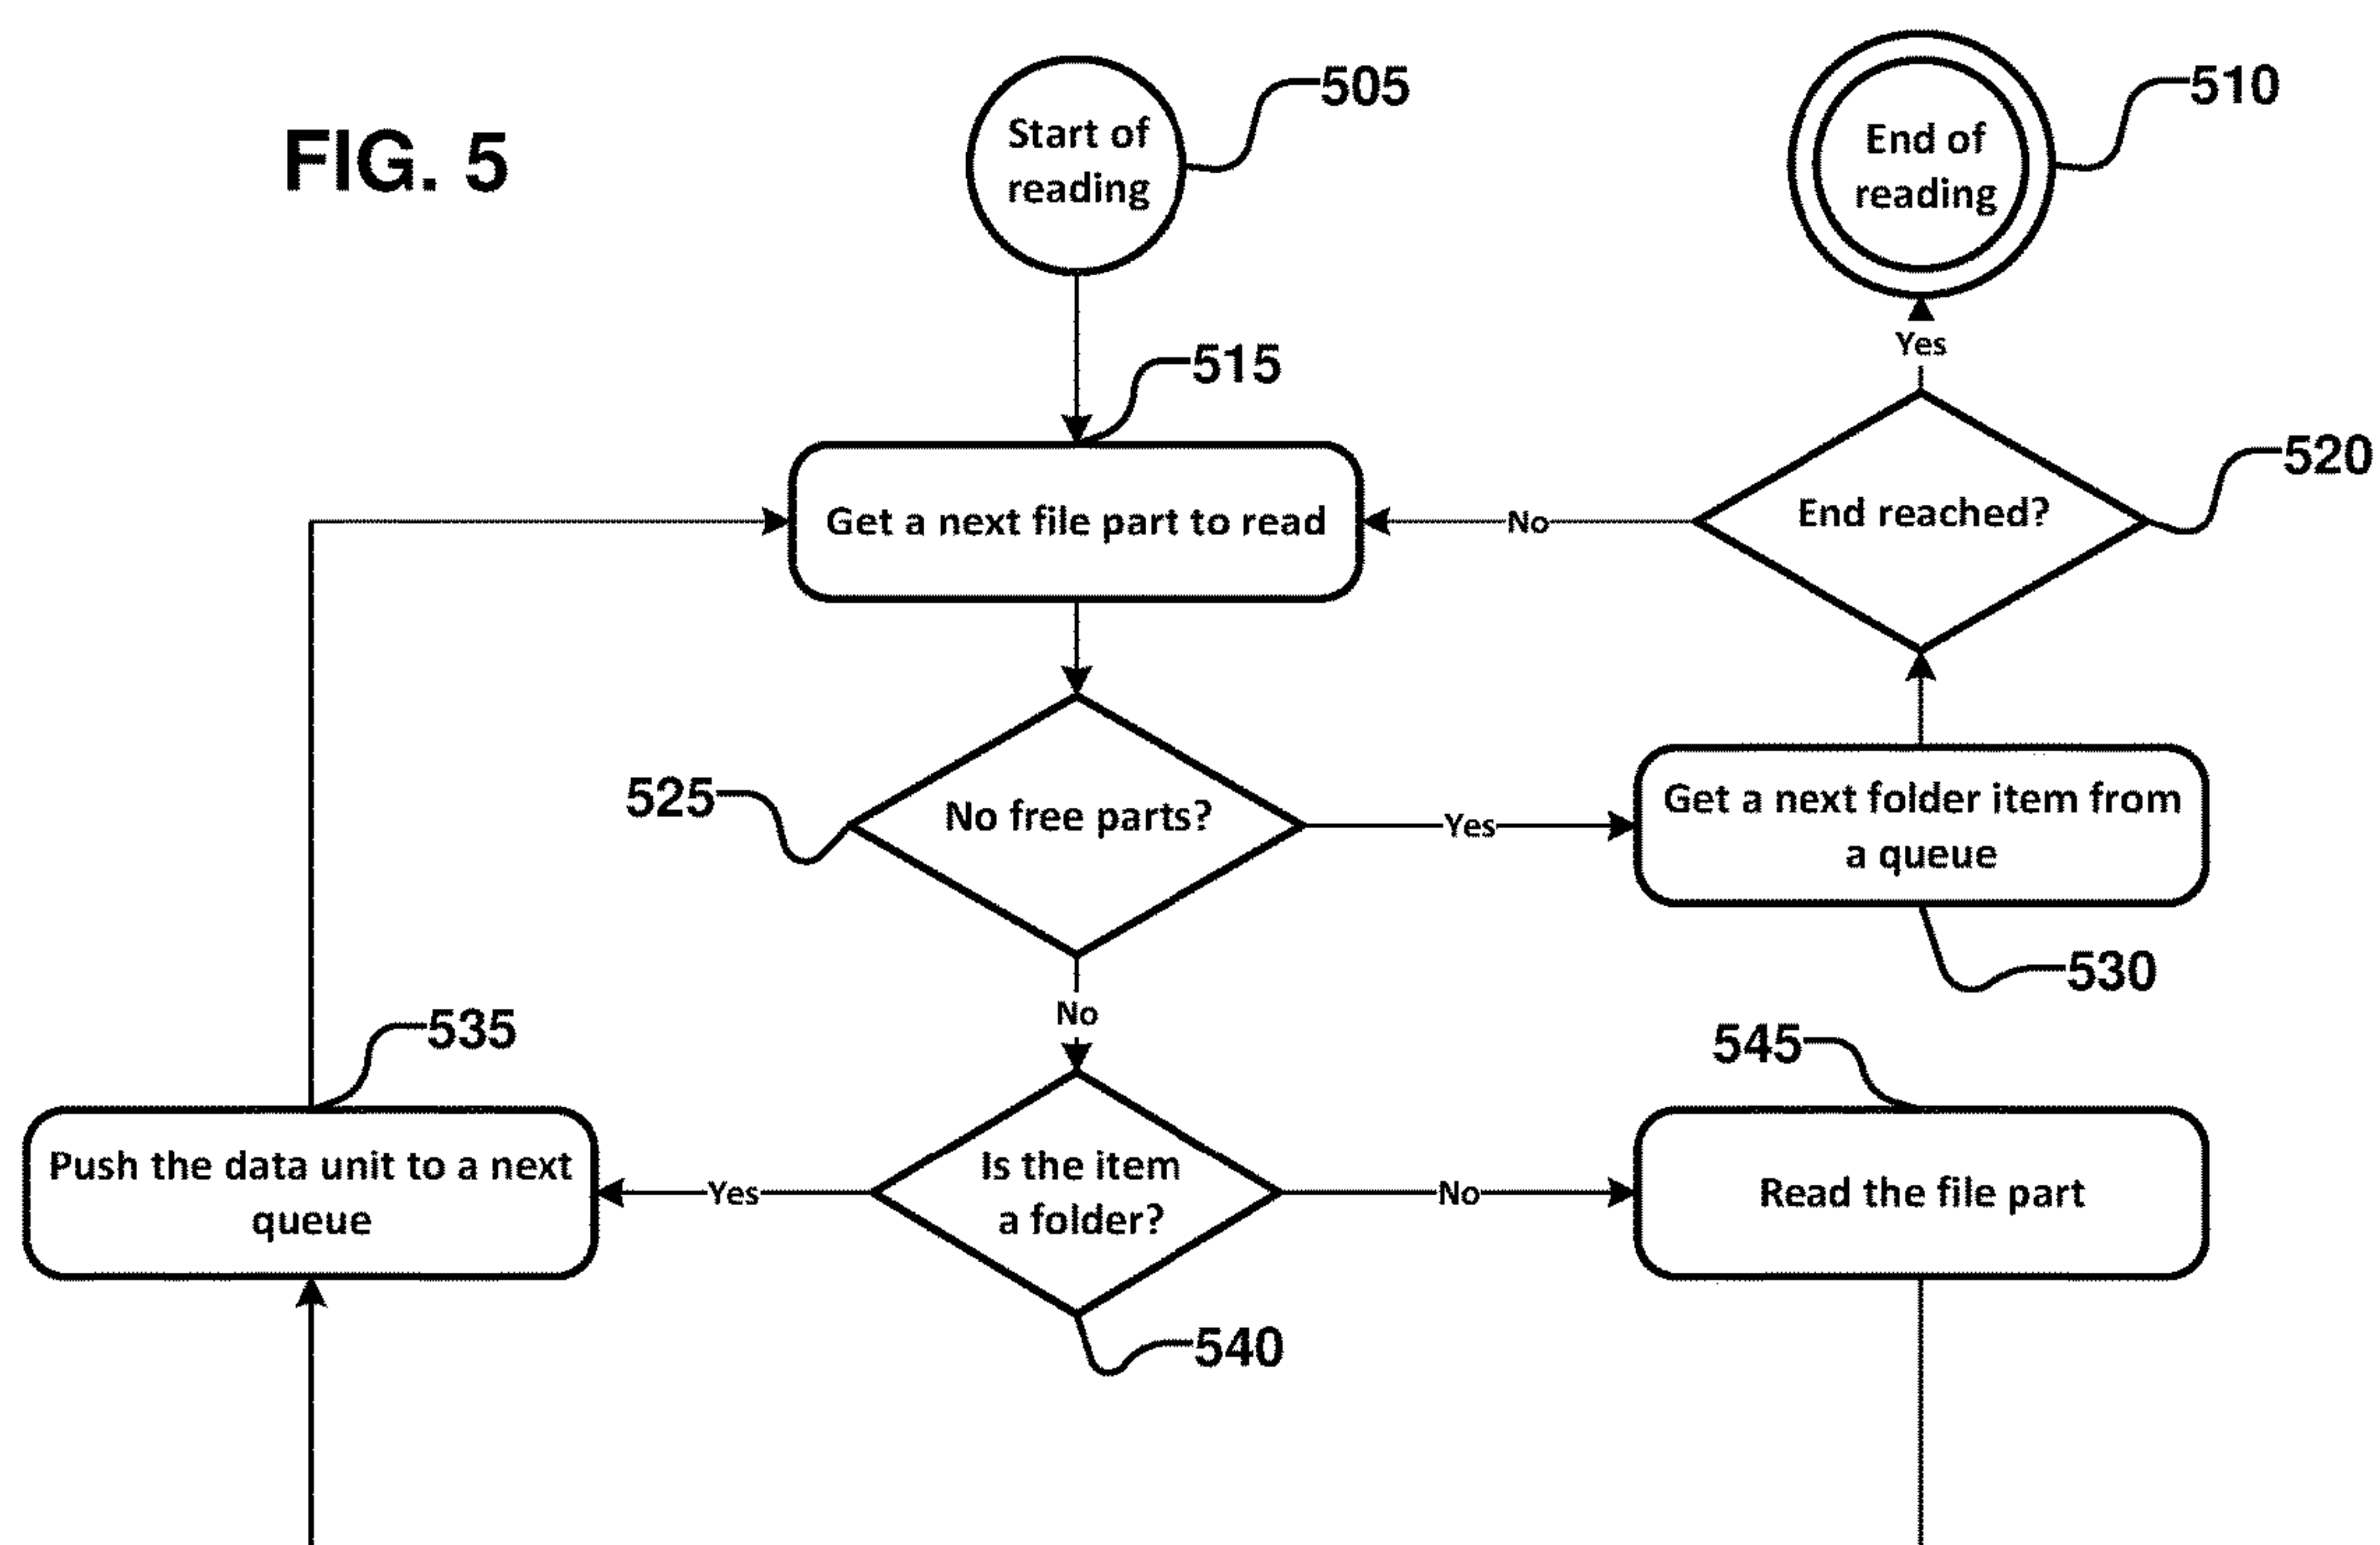 FIG. 5
Start of
reading
505
End of
reading
510
Yes
515
Get a next file part to read
No
End reached?
520
525
No free parts?
Yes
Get a next folder item from
a queue
530
No
535
Push the data unit to a next
queue
Yes
Is the item
a folder?
540
No
545
Read the file part